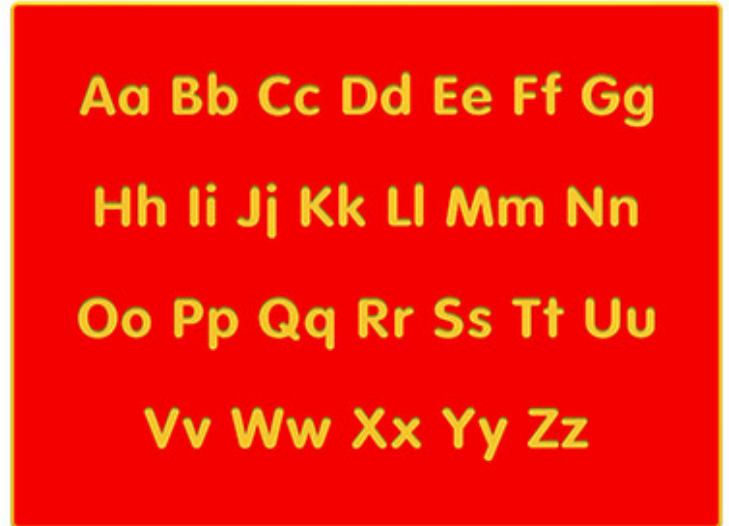 Aa Bb Cc Dd Ee Ff Gg
Hh Ii Jj Kk Ll Mm Nn
Oo Pp Qq Rr Ss Tt Uu
Vv Ww Xx Yy Zz